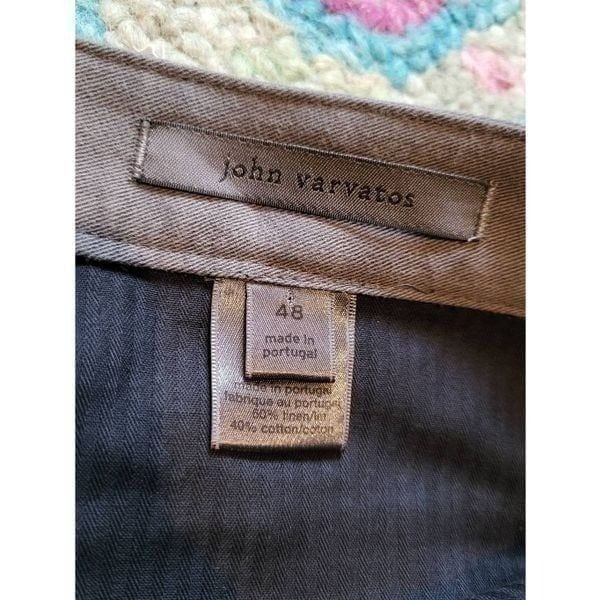 john varvatos
48
made in
portugal
made in portugal
fabrique au portugal
60% linen/lin
40% cotton/coton